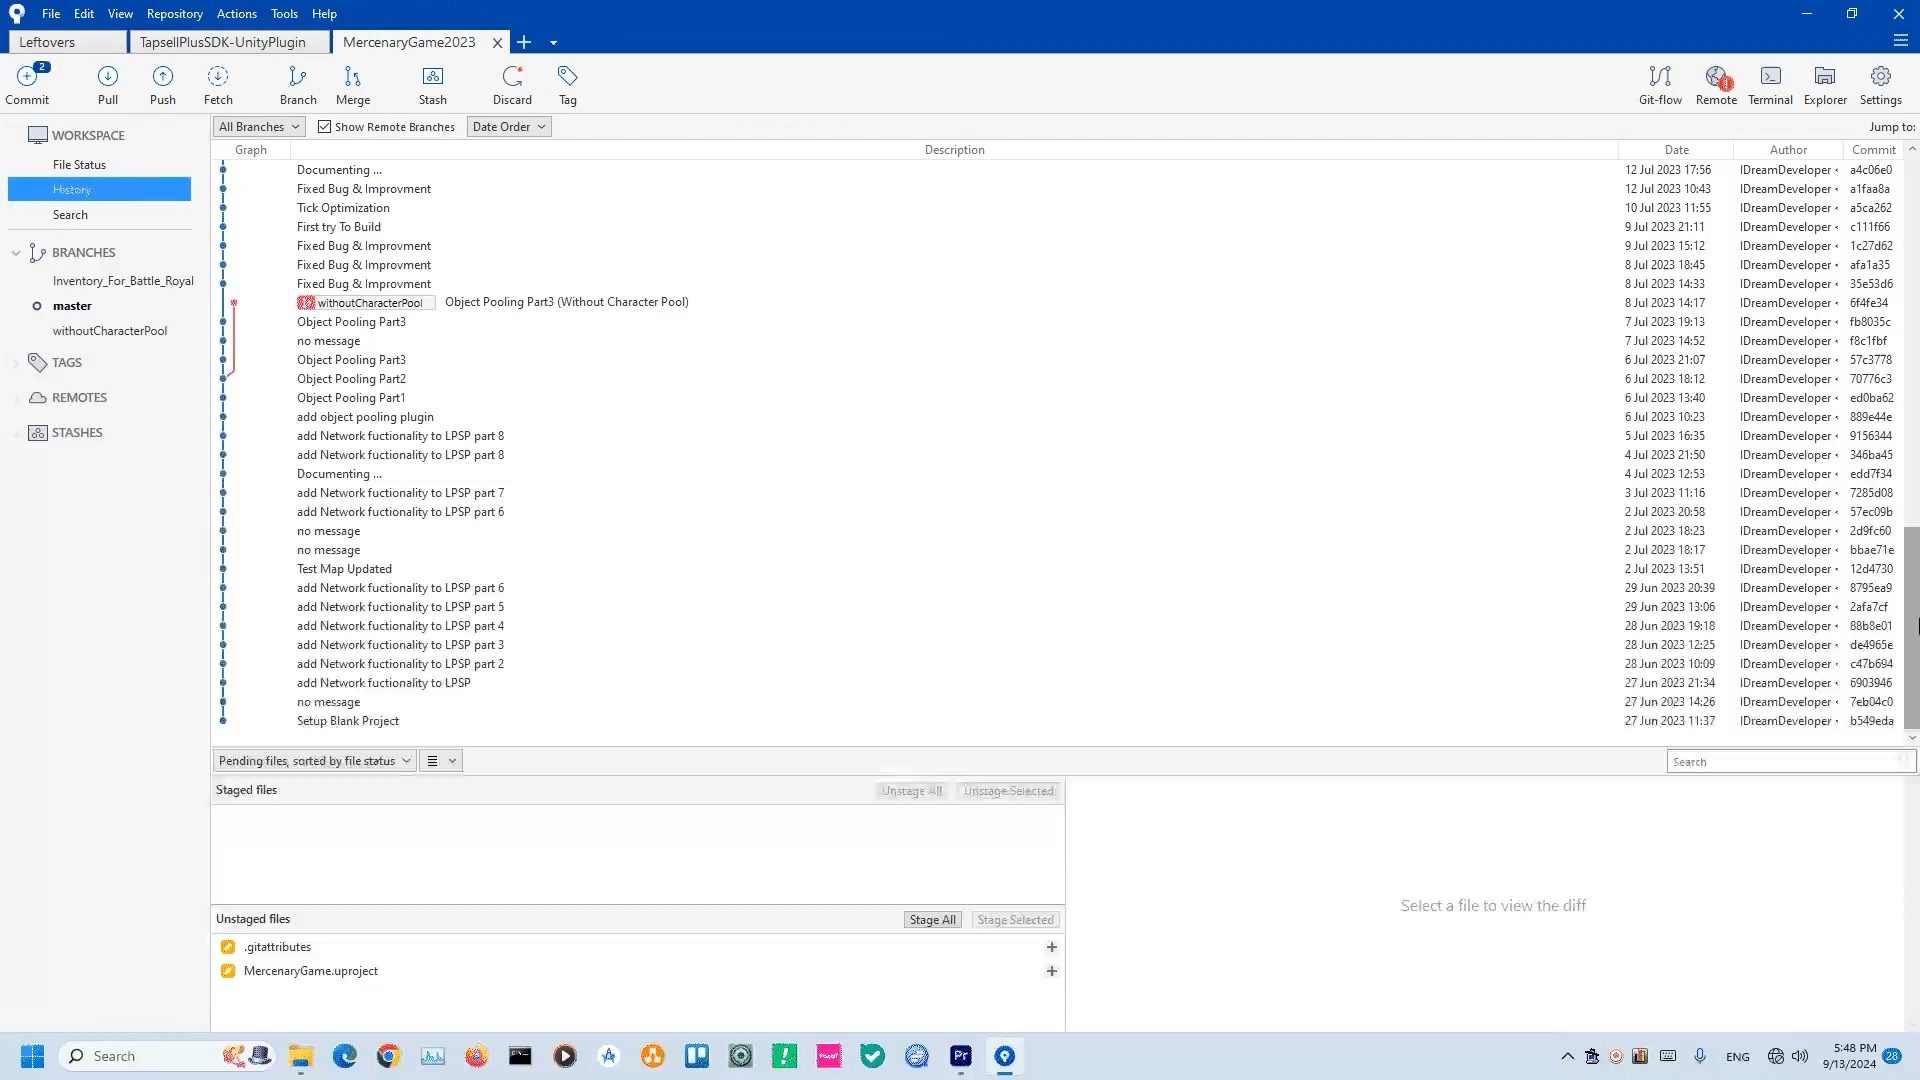 File Edit View Repository Actions Tools Help
Leftovers TapsellPlusSDK-UnityPlugin MercenaryGame2023
2
Commit Pull Push Fetch Branch Merge Stash Discard Tag Git-flow Remote Terminal Explorer Settings
WORKSPACE
File Status
History
Search
BRANCHES
Inventory_For_Battle_Royal
master
withoutCharacterPool
TAGS
REMOTES
STASHES
All Branches Show Remote Branches Date Order Jump to:
Graph Description Date Author Commit
Documenting ... 12 Jul 2023 17:56 IDreamDeveloper < a4c06e0
Fixed Bug & Improvment 12 Jul 2023 10:43 IDreamDeveloper < a1faa8a
Tick Optimization 10 Jul 2023 11:55 IDreamDeveloper < a5ca262
First try To Build 9 Jul 2023 21:11 IDreamDeveloper < c111f66
Fixed Bug & Improvment 9 Jul 2023 15:12 IDreamDeveloper < 1c27d62
Fixed Bug & Improvment 8 Jul 2023 18:45 IDreamDeveloper < afa1a35
Fixed Bug & Improvment 8 Jul 2023 14:33 IDreamDeveloper < 35e53d6
withoutCharacterPool Object Pooling Part3 (Without Character Pool) 8 Jul 2023 14:17 IDreamDeveloper < 6f4fe34
Object Pooling Part3 7 Jul 2023 19:13 IDreamDeveloper < fb8035c
no message 7 Jul 2023 14:52 IDreamDeveloper < f8c1fbf
Object Pooling Part3 6 Jul 2023 21:07 IDreamDeveloper < 57c3778
Object Pooling Part2 6 Jul 2023 18:12 IDreamDeveloper < 70776c3
Object Pooling Part1 6 Jul 2023 13:40 IDreamDeveloper < ed0ba62
add object pooling plugin 6 Jul 2023 10:23 IDreamDeveloper < 889e44e
add Network fuctionality to LPSP part 8 5 Jul 2023 16:35 IDreamDeveloper < 9156344
add Network fuctionality to LPSP part 8 4 Jul 2023 21:50 IDreamDeveloper < 346ba45
Documenting ... 4 Jul 2023 12:53 IDreamDeveloper < edd7f34
add Network fuctionality to LPSP part 7 3 Jul 2023 11:16 IDreamDeveloper < 7285d08
add Network fuctionality to LPSP part 6 2 Jul 2023 20:58 IDreamDeveloper < 57ec09b
no message 2 Jul 2023 18:23 IDreamDeveloper < 2d9fc60
no message 2 Jul 2023 18:17 IDreamDeveloper < bbae71e
Test Map Updated 2 Jul 2023 13:51 IDreamDeveloper < 12d4730
add Network fuctionality to LPSP part 6 29 Jun 2023 20:39 IDreamDeveloper < 8795ea9
add Network fuctionality to LPSP part 5 29 Jun 2023 13:06 IDreamDeveloper < 2afa7cf
add Network fuctionality to LPSP part 4 28 Jun 2023 19:18 IDreamDeveloper < 88b8e01
add Network fuctionality to LPSP part 3 28 Jun 2023 12:25 IDreamDeveloper < de4965e
add Network fuctionality to LPSP part 2 28 Jun 2023 10:09 IDreamDeveloper < c47b694
add Network fuctionality to LPSP 27 Jun 2023 21:34 IDreamDeveloper < 6903946
no message 27 Jun 2023 14:26 IDreamDeveloper < 7eb04c0
Setup Blank Project 27 Jun 2023 11:37 IDreamDeveloper < b549eda
Pending files, sorted by file status Search
Staged files Unstage All Unstage Selected
Unstaged files Stage All Stage Selected
.gitattributes
MercenaryGame.uproject
Select a file to view the diff
Search Pr ENG 5:48 PM 28
9/13/2024